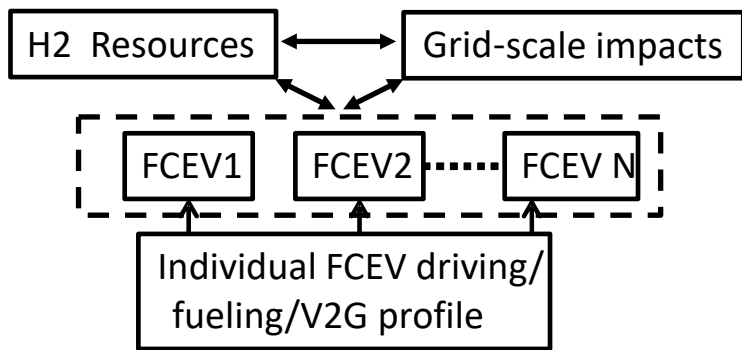 H2 Resources
Grid-scale impacts
FCEV1
FCEV2
FCEV N
Individual FCEV driving/
fueling/V2G profile